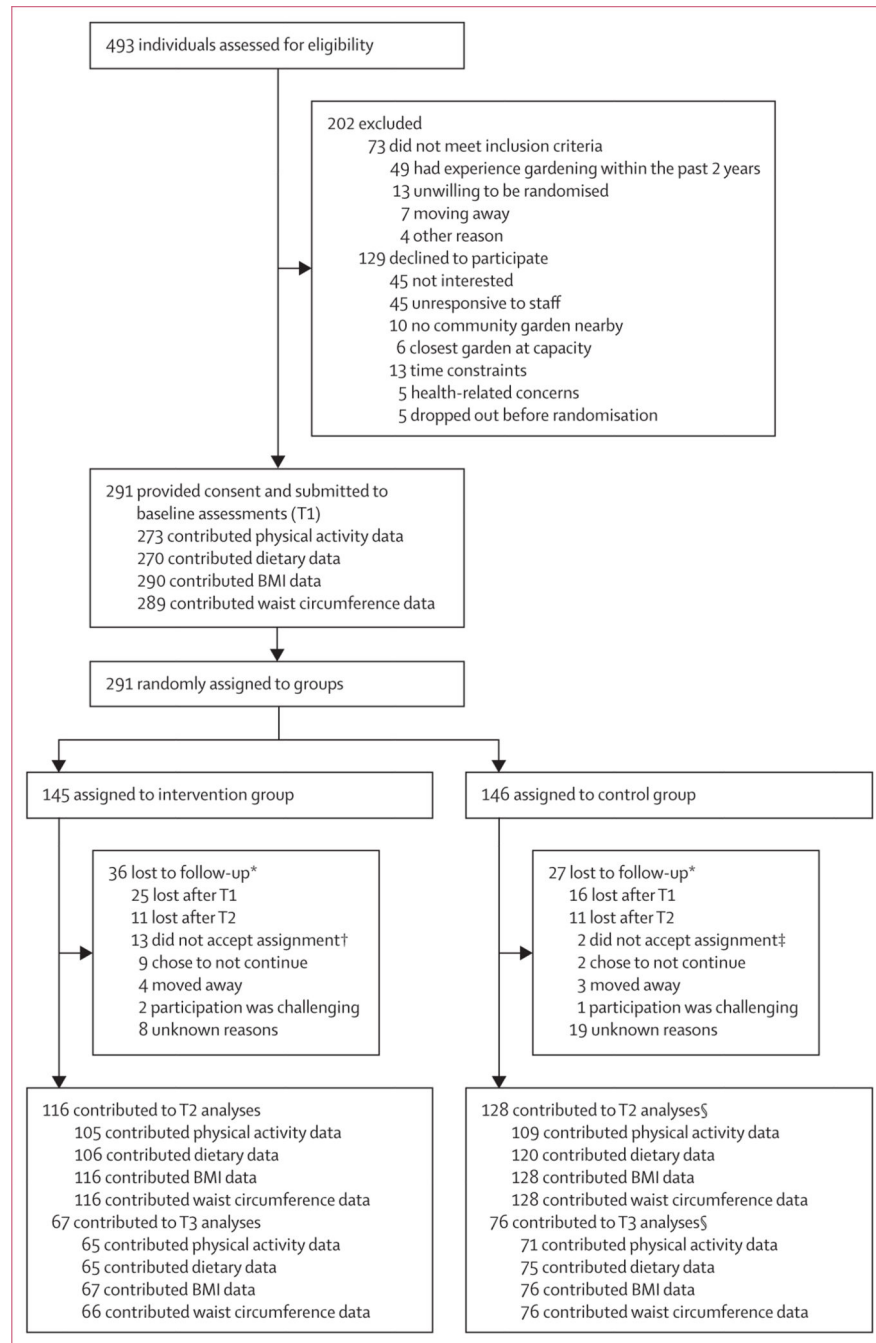 493 individuals assessed for eligibility
202 excluded
73 did not meet inclusion criteria
49 had experience gardening within the past 2 years
13 unwilling to be randomised
7 moving away
4 other reason
129 declined to participate
45 not interested
45 unresponsive to staff
10 no community garden nearby
6 closest garden at capacity
13 time constraints
5 health-related concerns
5 dropped out before randomisation
291 provided consent and submitted to
baseline assessments (T1)
273 contributed physical activity data
270 contributed dietary data
290 contributed BMI data
289 contributed waist circumference data
291 randomly assigned to groups
145 assigned to intervention group
146 assigned to control group
36 lost to follow-up*
25 lost after T1
11 lost after T2
13 did not accept assignment†
9 chose to not continue
4 moved away
2 participation was challenging
8 unknown reasons
27 lost to follow-up*
16 lost after T1
11 lost after T2
2 did not accept assignment‡
2 chose to not continue
3 moved away
1 participation was challenging
19 unknown reasons
116 contributed to T2 analyses
105 contributed physical activity data
106 contributed dietary data
116 contributed BMI data
116 contributed waist circumference data
67 contributed to T3 analyses
65 contributed physical activity data
65 contributed dietary data
67 contributed BMI data
66 contributed waist circumference data
128 contributed to T2 analyses§
109 contributed physical activity data
120 contributed dietary data
128 contributed BMI data
128 contributed waist circumference data
76 contributed to T3 analyses§
71 contributed physical activity data
75 contributed dietary data
76 contributed BMI data
76 contributed waist circumference data